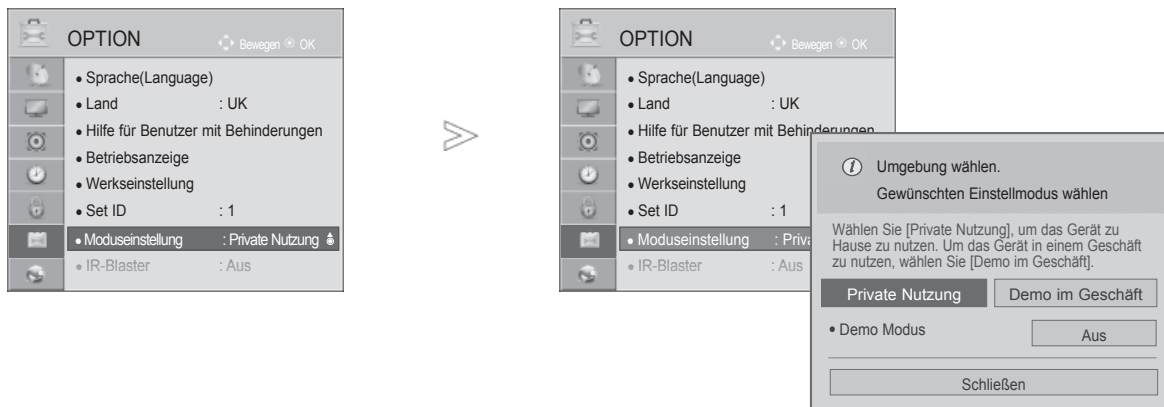 OPTION
Bewegen OK
• Sprache(Language)
• Land : UK
• Hilfe für Benutzer mit Behinderungen
• Betriebsanzeige
• Werkseinstellung
• Set ID : 1
• Moduseinstellung : Private Nutzung
• IR-Blaster : Aus
OPTION
Bewegen OK
• Sprache(Language)
• Land : UK
• Hilfe für Benutzer mit Behinderungen
• Betriebsanzeige
• Werkseinstellung
• Set ID : 1
• Moduseinstellung : Priva
• IR-Blaster : Aus
Umgebung wählen.
Gewünschten Einstellmodus wählen
Wählen Sie [Private Nutzung], um das Gerät zu
Hause zu nutzen. Um das Gerät in einem Geschäft
zu nutzen, wählen Sie [Demo im Geschäft].
Private Nutzung Demo im Geschäft
• Demo Modus Aus
Schließen